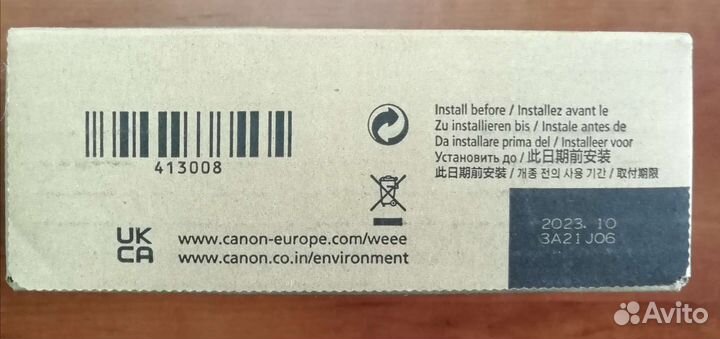 413008
UK
CA
www.canon-europe.com/weee
www.canon.co.in/environment
Install before / Installez avant le
Zu installieren bis / Instale antes de
Da installare prima del / Installeer voor
Установить до / 此日期前安装
此日期前安裝 / 개봉 전의 사용 기간 / 取付期限
2023. 10
3A21J06
Avito